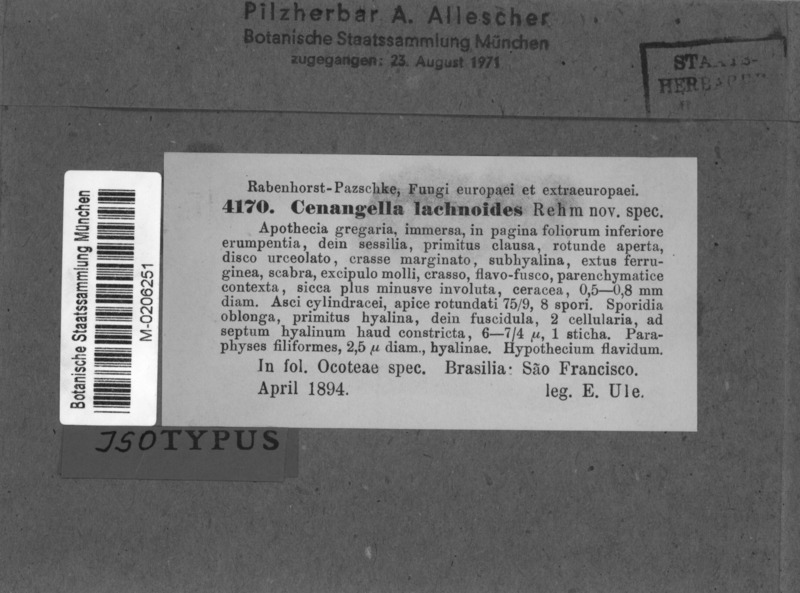 Pilzherbar A. Allescher
Botanische Staatssammlung München
zugegangen: 23. August 1971
Rabenhorst-Pazschke, Fungi europaei et extraeuropaei.
4170. Cenangella lachnoides Rehm nov. spec.
Apothecia gregaria, immersa, in pagina foliorum inferiore
erumpentia, dein sessilia, primitus clausa, rotunde aperta,
disco urceolato, crasse marginato, subhyalina, extus ferru-
ginea, scabra, excipulo molli, crasso, flavo-fusco, parenchymatice
contexta, sicca plus minusve involuta, ceracea, 0,5—0,8 mm
diam. Asci cylindracei, apice rotundati 75/9, 8 spori. Sporidia
oblonga, primitus hyalina, dein fuscidula, 2 cellularia, ad
septum hyalinum haud constricta, 6—7/4 µ, 1 sticha. Para-
physes filiformes, 2,5 µ diam., hyalinae. Hypothecium flavidum.
In fol. Ocoteae spec. Brasilia: São Francisco.
April 1894. leg. E. Ule.
Botanische Staatssammlung München
M-0206251
ISOTYPUS